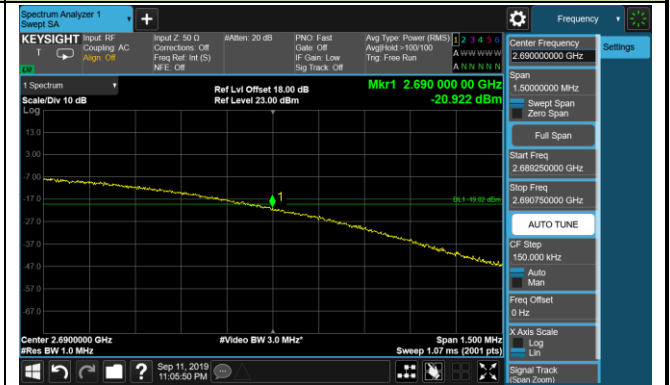 Spectrum Analyzer 1
Swept SA
+
Frequency
KEYSIGHT
T
Input: RF
Coupling: AC
Align: Off
Input Z: 50 Ω
Corrections: Off
Freq Ref: Int (S)
NFE: Off
#Atten: 20 dB
PNO: Fast
Gate: Off
IF Gain: Low
Sig Track: Off
Avg Type: Power (RMS)
Avg|Hold >100/100
Trig: Free Run
1 2 3 4 5 6
A W W W W W
A N N N N N
1 Spectrum
Scale/Div 10 dB
Log
Ref Lvl Offset 18.00 dB
Ref Level 23.00 dBm
Mkr1 2.690 000 00 GHz
-20.922 dBm
13.0
3.00
-7.00
-17.0
-27.0
-37.0
-47.0
-57.0
-67.0
1
DL1 -19.02 dBm
Center 2.6900000 GHz
#Res BW 1.0 MHz
#Video BW 3.0 MHz*
Span 1.500 MHz
Sweep 1.07 ms (2001 pts)
Center Frequency
2.690000000 GHz
Settings
Span
1.50000000 MHz
Swept Span
Zero Span
Full Span
Start Freq
2.689250000 GHz
Stop Freq
2.690750000 GHz
AUTO TUNE
CF Step
150.000 kHz
Auto
Man
Freq Offset
0 Hz
X Axis Scale
Log
Lin
Signal Track
(Span Zoom)
?
Sep 11, 2019
11:05:50 PM